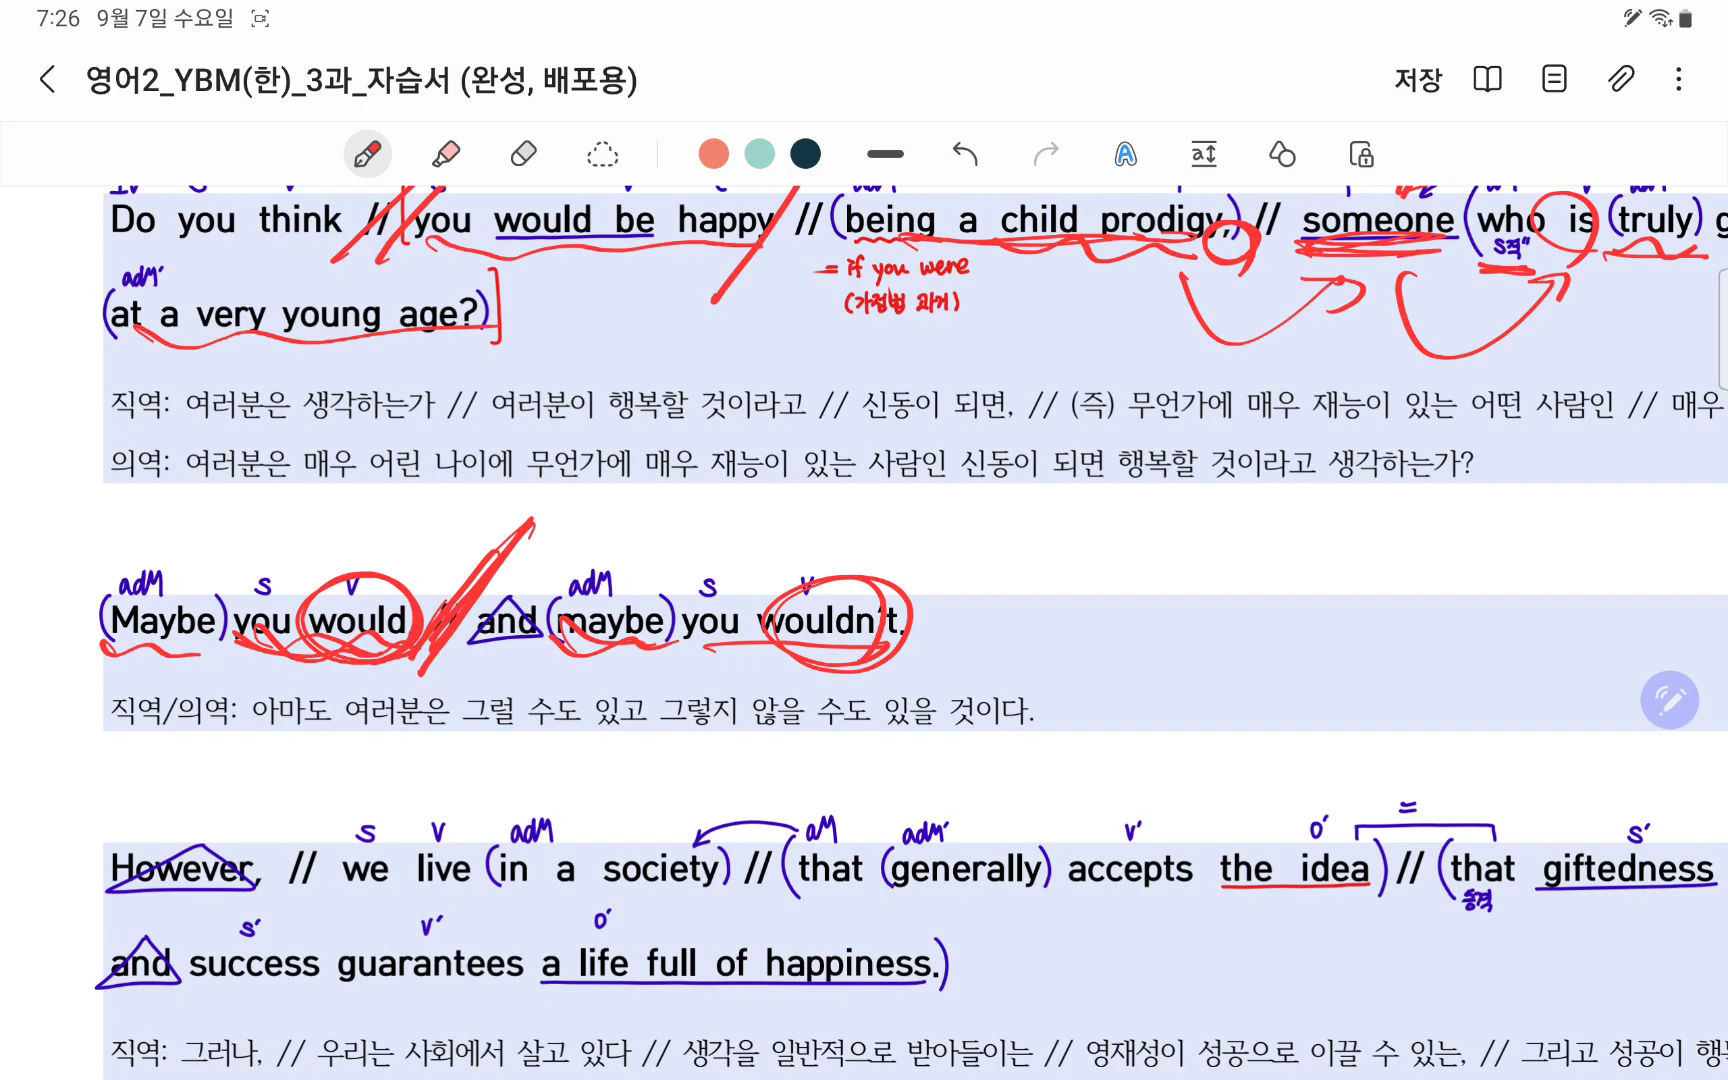 7:26 9월 7일 수요일
영어2_YBM(한)_3과_자습서 (완성, 배포용)
저장
Do you think // [you would be happy // (being a child prodigy,) // someone (who is (truly) g
S격"
= if you were
(가정법 과거)
adM'
(at a very young age?)]
직역: 여러분은 생각하는가 // 여러분이 행복할 것이라고 // 신동이 되면, // (즉) 무언가에 매우 재능이 있는 어떤 사람인 // 매우
의역: 여러분은 매우 어린 나이에 무언가에 매우 재능이 있는 사람인 신동이 되면 행복할 것이라고 생각하는가?
adM S V adM S V
(Maybe) you would // and (maybe) you wouldn't.
직역/의역: 아마도 여러분은 그럴 수도 있고 그렇지 않을 수도 있을 것이다.
S V adM aM adM' V' O' = S'
However, // we live (in a society) // (that (generally) accepts the idea) // (that giftedness
동격
S' V' O'
and success guarantees a life full of happiness.)
직역: 그러나, // 우리는 사회에서 살고 있다 // 생각을 일반적으로 받아들이는 // 영재성이 성공으로 이끌 수 있는, // 그리고 성공이 행